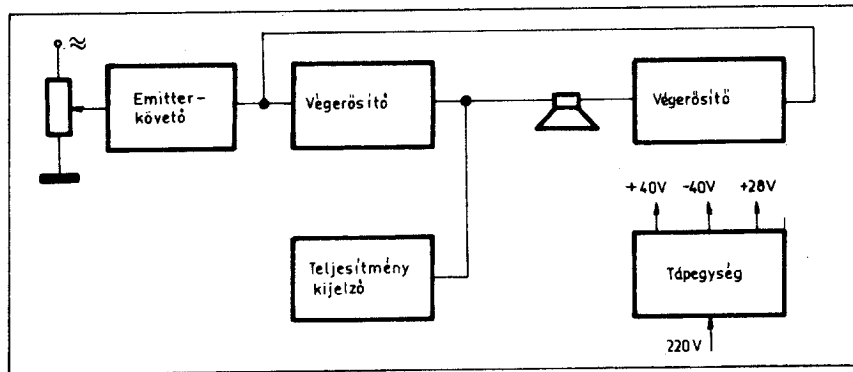 ≈
Emitter-
követő
Végerősítő
Végerősítő
+40V -40V +28V
Teljesítmény
kijelző
Tápegység
220V